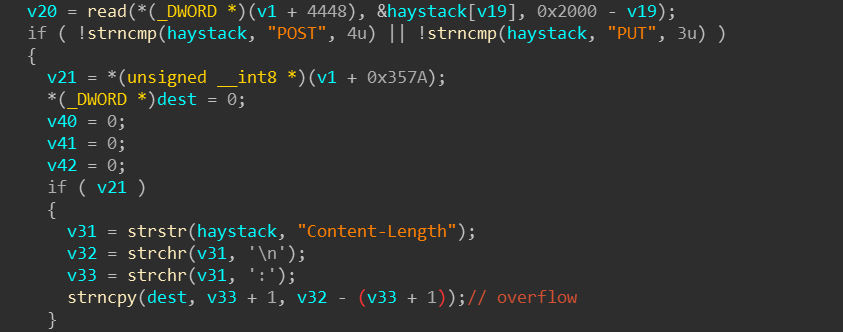 v20 = read(*(_DWORD *)(v1 + 4448), &haystack[v19], 0x2000 - v19);
if ( !strncmp(haystack, "POST", 4u) || !strncmp(haystack, "PUT", 3u) )
{
v21 = *(unsigned __int8 *)(v1 + 0x357A);
*(_DWORD *)dest = 0;
v40 = 0;
v41 = 0;
v42 = 0;
if ( v21 )
{
v31 = strstr(haystack, "Content-Length");
v32 = strchr(v31, '\n');
v33 = strchr(v31, ':');
strncpy(dest, v33 + 1, v32 - (v33 + 1));// overflow
}